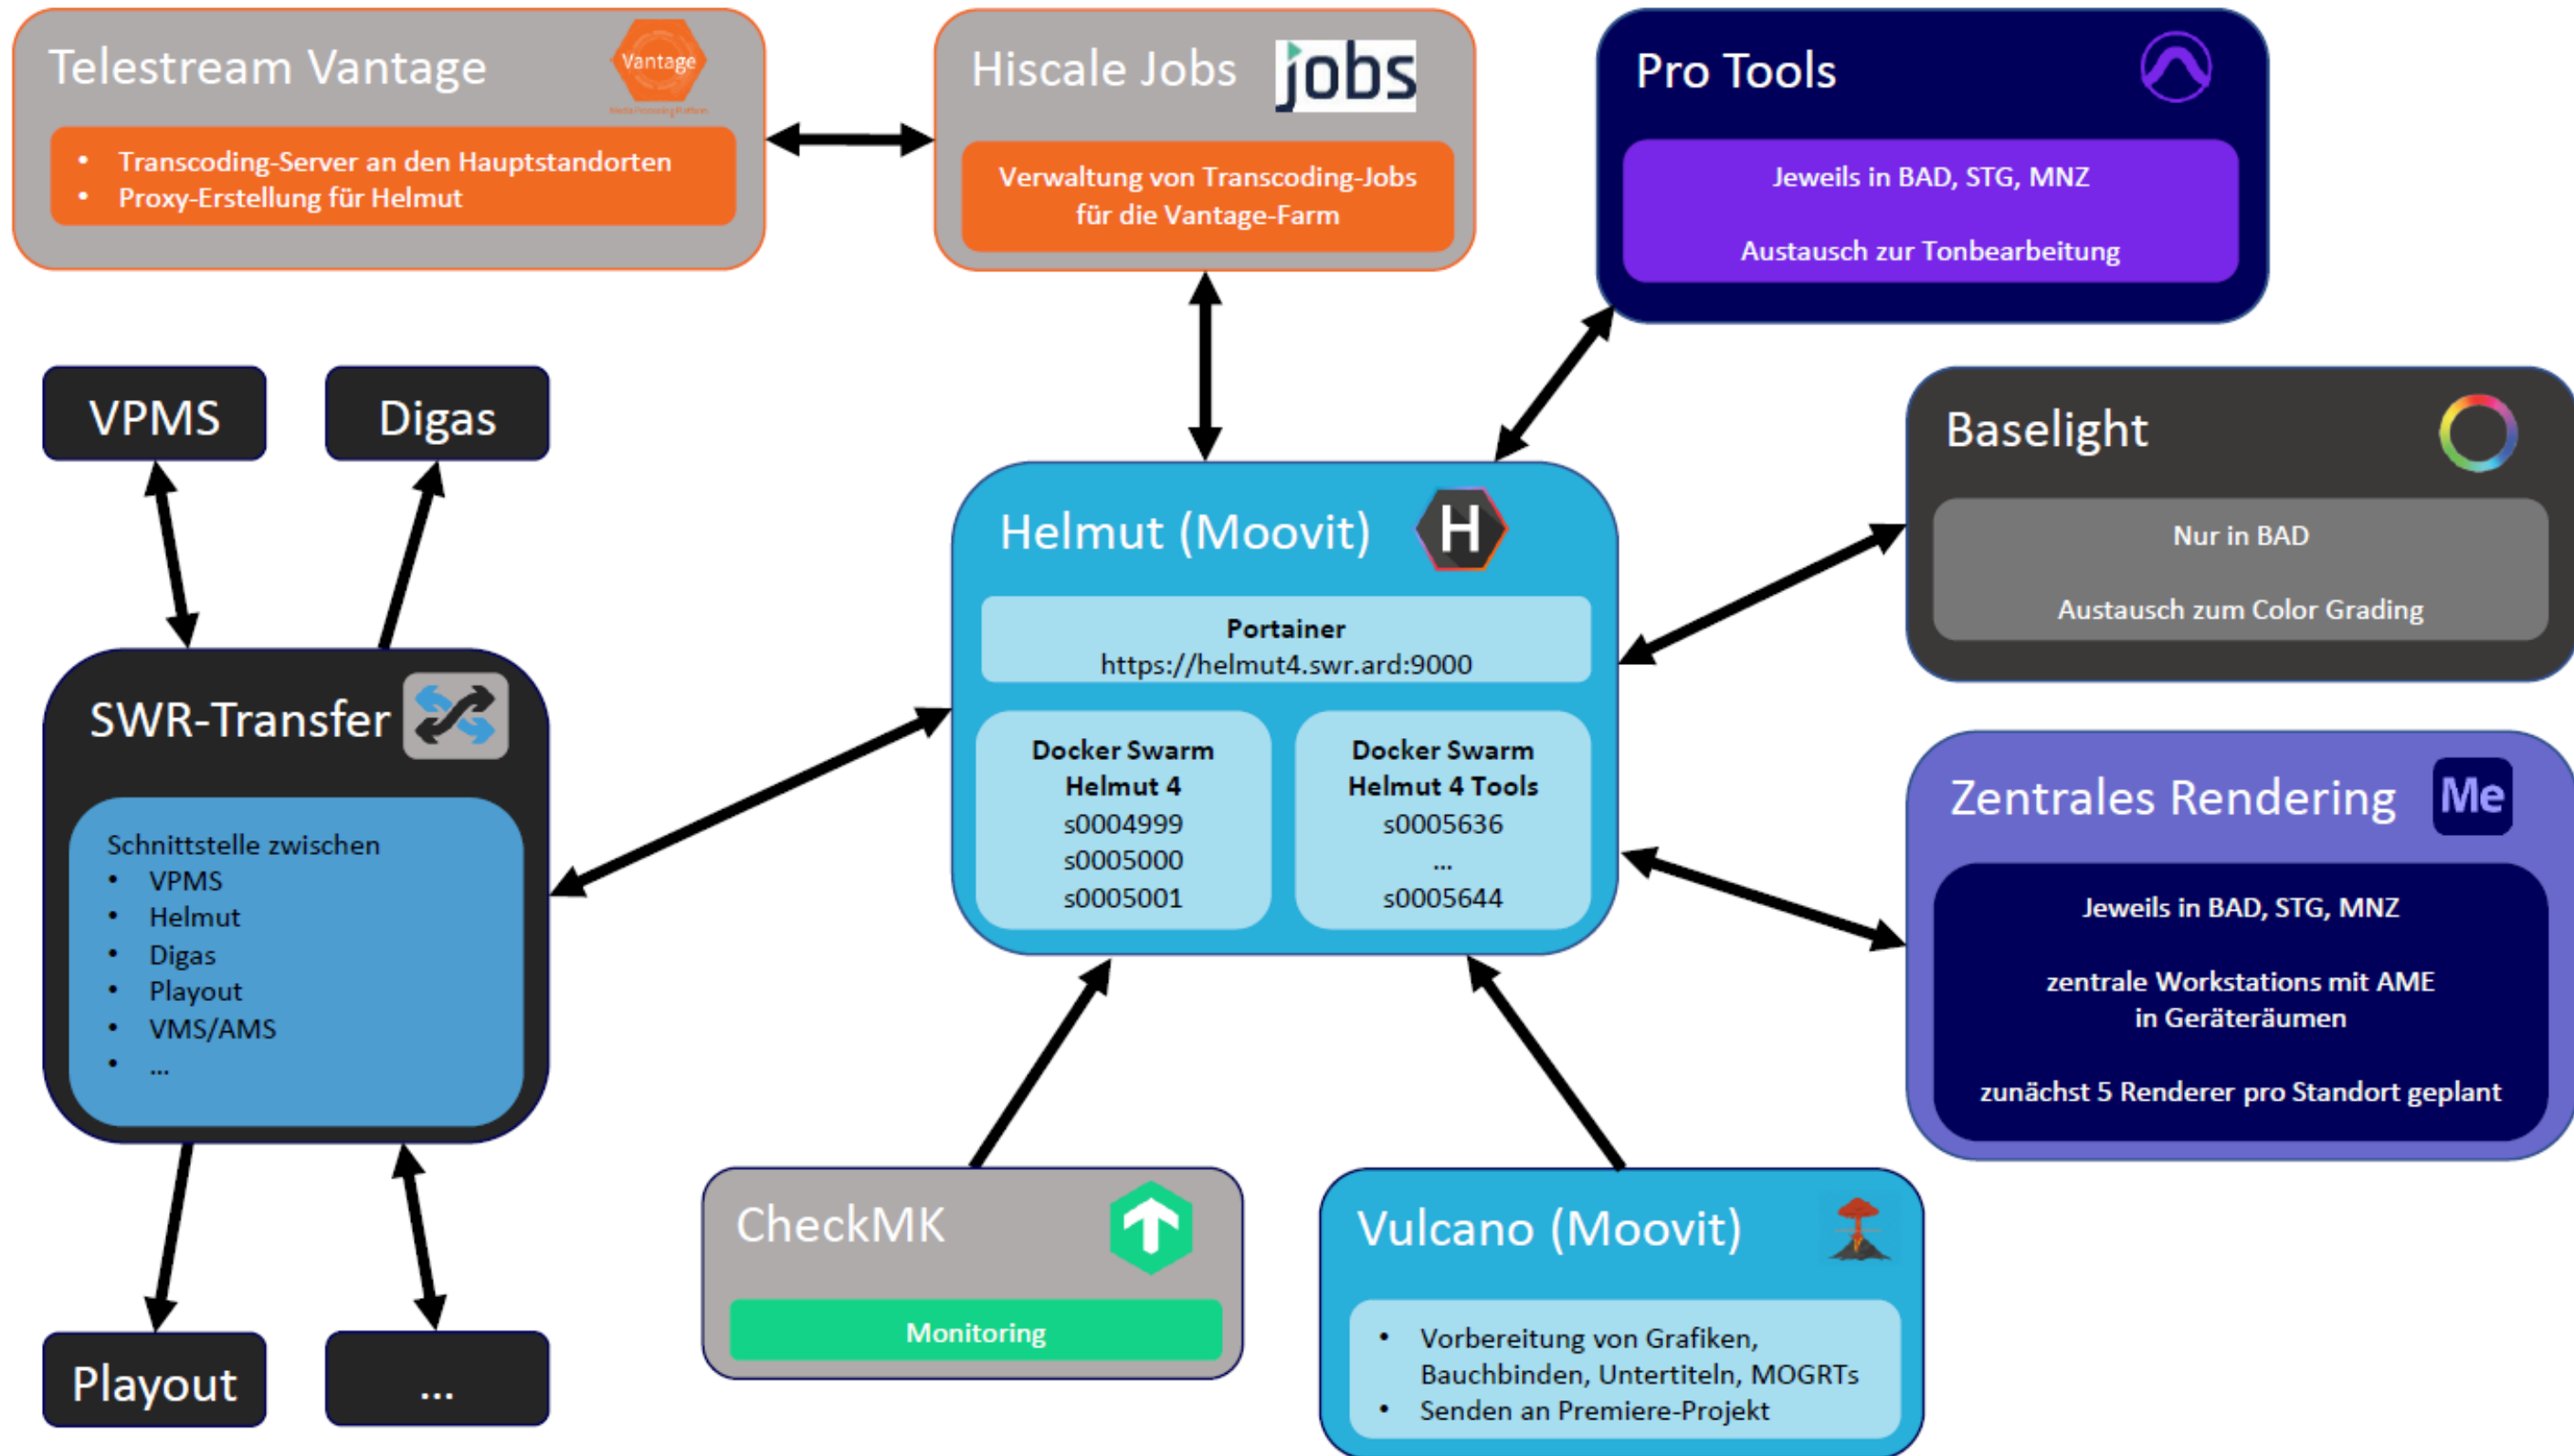 Telestream Vantage
Vantage
• Transcoding-Server an den Hauptstandorten
• Proxy-Erstellung für Helmut
Hiscale Jobs
jobs
Verwaltung von Transcoding-Jobs
für die Vantage-Farm
Pro Tools
Jeweils in BAD, STG, MNZ
Austausch zur Tonbearbeitung
VPMS
Digas
Baselight
Nur in BAD
Austausch zum Color Grading
Helmut (Moovit)
H
Portainer
https://helmut4.swr.ard:9000
Docker Swarm
Helmut 4
s0004999
s0005000
s0005001
Docker Swarm
Helmut 4 Tools
s0005636
...
s0005644
SWR-Transfer
Schnittstelle zwischen
• VPMS
• Helmut
• Digas
• Playout
• VMS/AMS
• ...
Zentrales Rendering
Me
Jeweils in BAD, STG, MNZ
zentrale Workstations mit AME
in Geräteräumen
zunächst 5 Renderer pro Standort geplant
CheckMK
Monitoring
Vulcano (Moovit)
• Vorbereitung von Grafiken,
Bauchbinden, Untertiteln, MOGRTs
• Senden an Premiere-Projekt
Playout
...